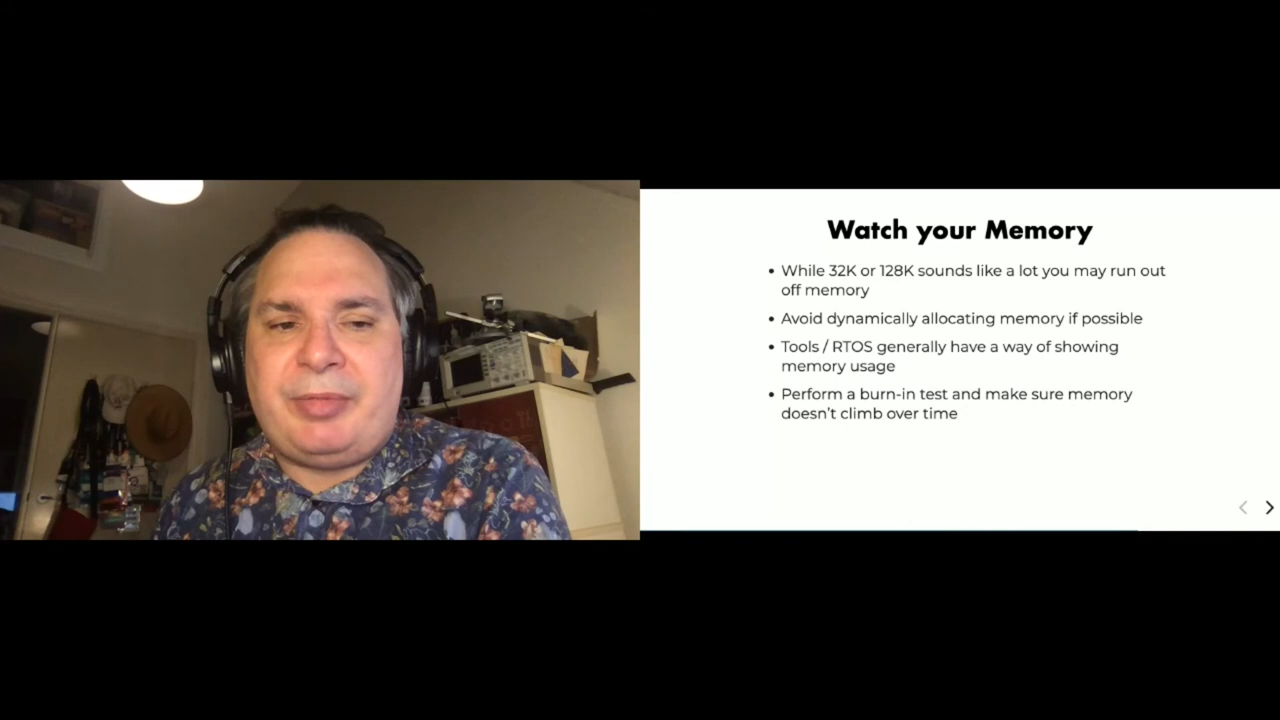 Watch your Memory
• While 32K or 128K sounds like a lot you may run out
off memory
• Avoid dynamically allocating memory if possible
• Tools / RTOS generally have a way of showing
memory usage
• Perform a burn-in test and make sure memory
doesn't climb over time